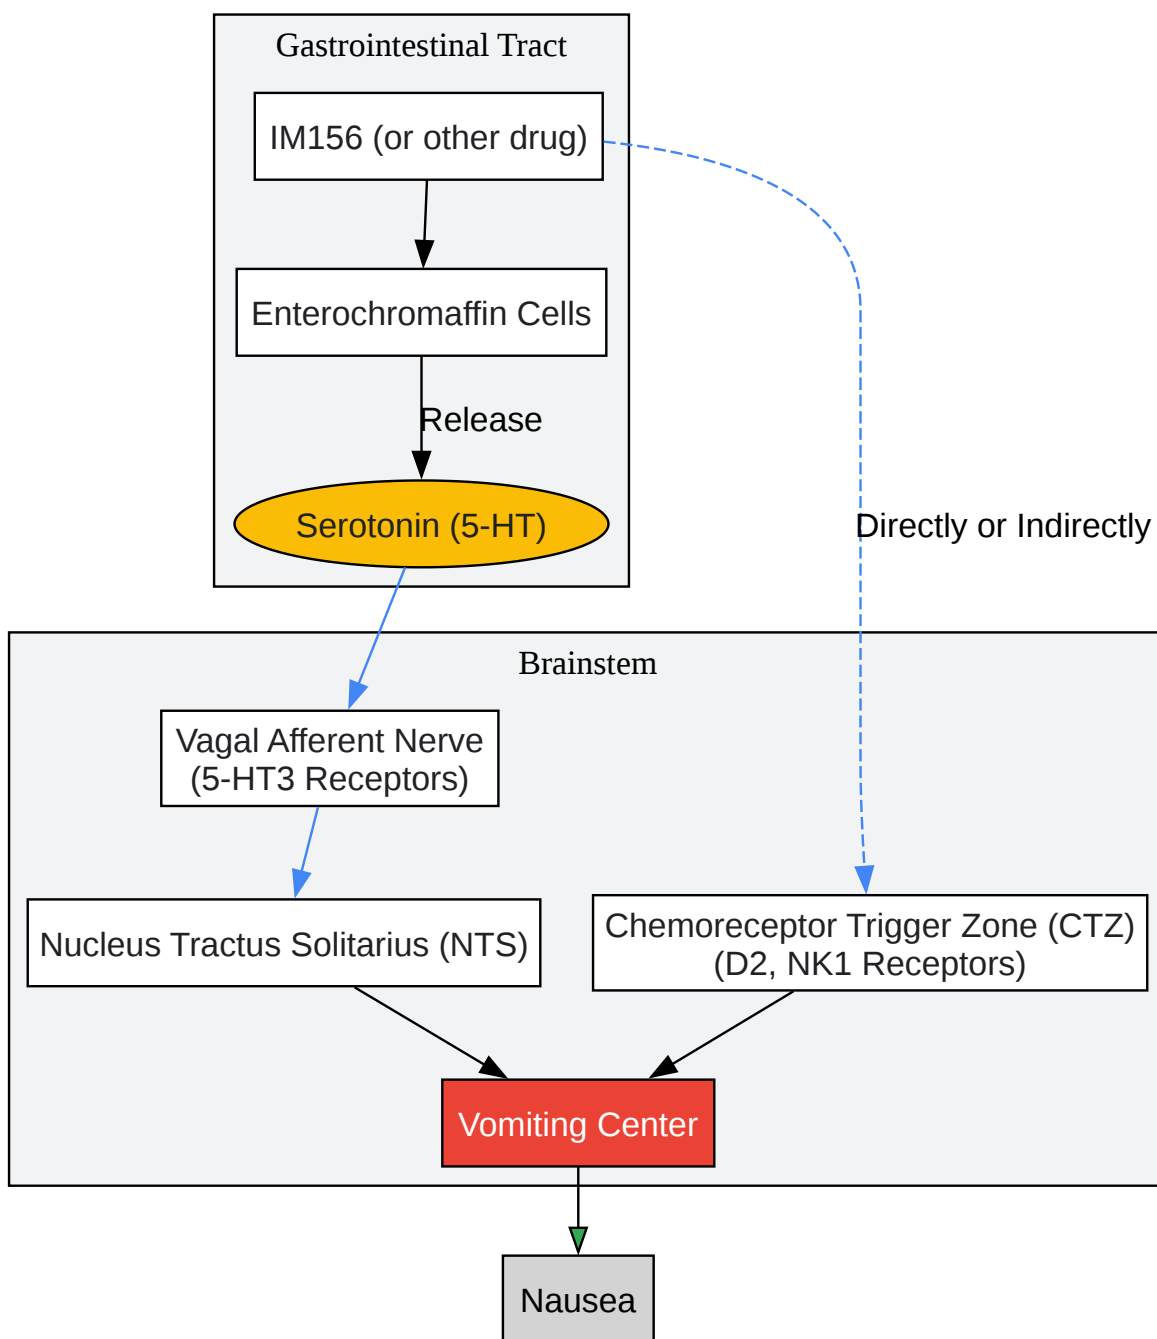 Gastrointestinal Tract
IM156 (or other drug)
Enterochromaffin Cells
Release
Serotonin (5-HT)
Directly or Indirectly
Brainstem
Vagal Afferent Nerve
(5-HT3 Receptors)
Nucleus Tractus Solitarius (NTS)
Chemoreceptor Trigger Zone (CTZ)
(D2, NK1 Receptors)
Vomiting Center
Nausea